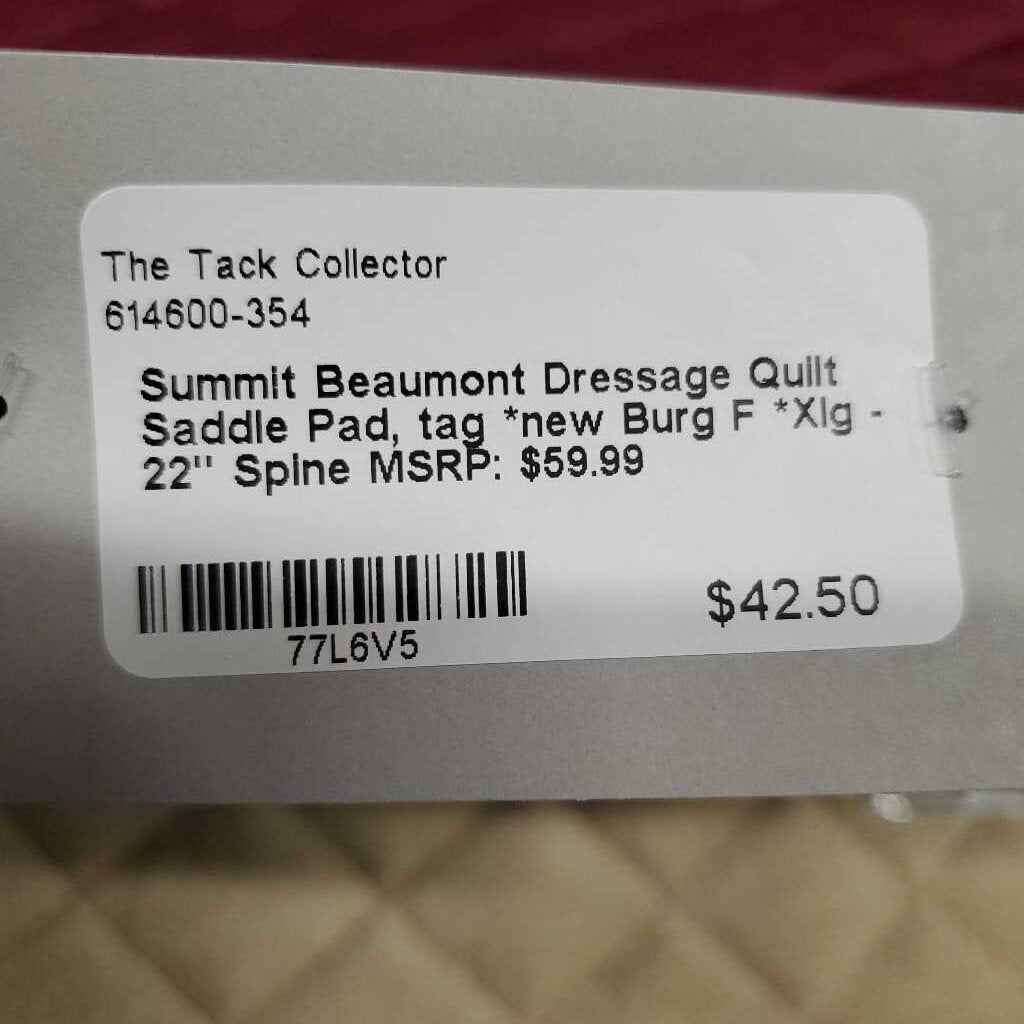 The Tack Collector
614600-354
Summit Beaumont Dressage Quilt
Saddle Pad, tag *new Burg F *Xlg -
22" Spine MSRP: $59.99
77L6V5
$42.50